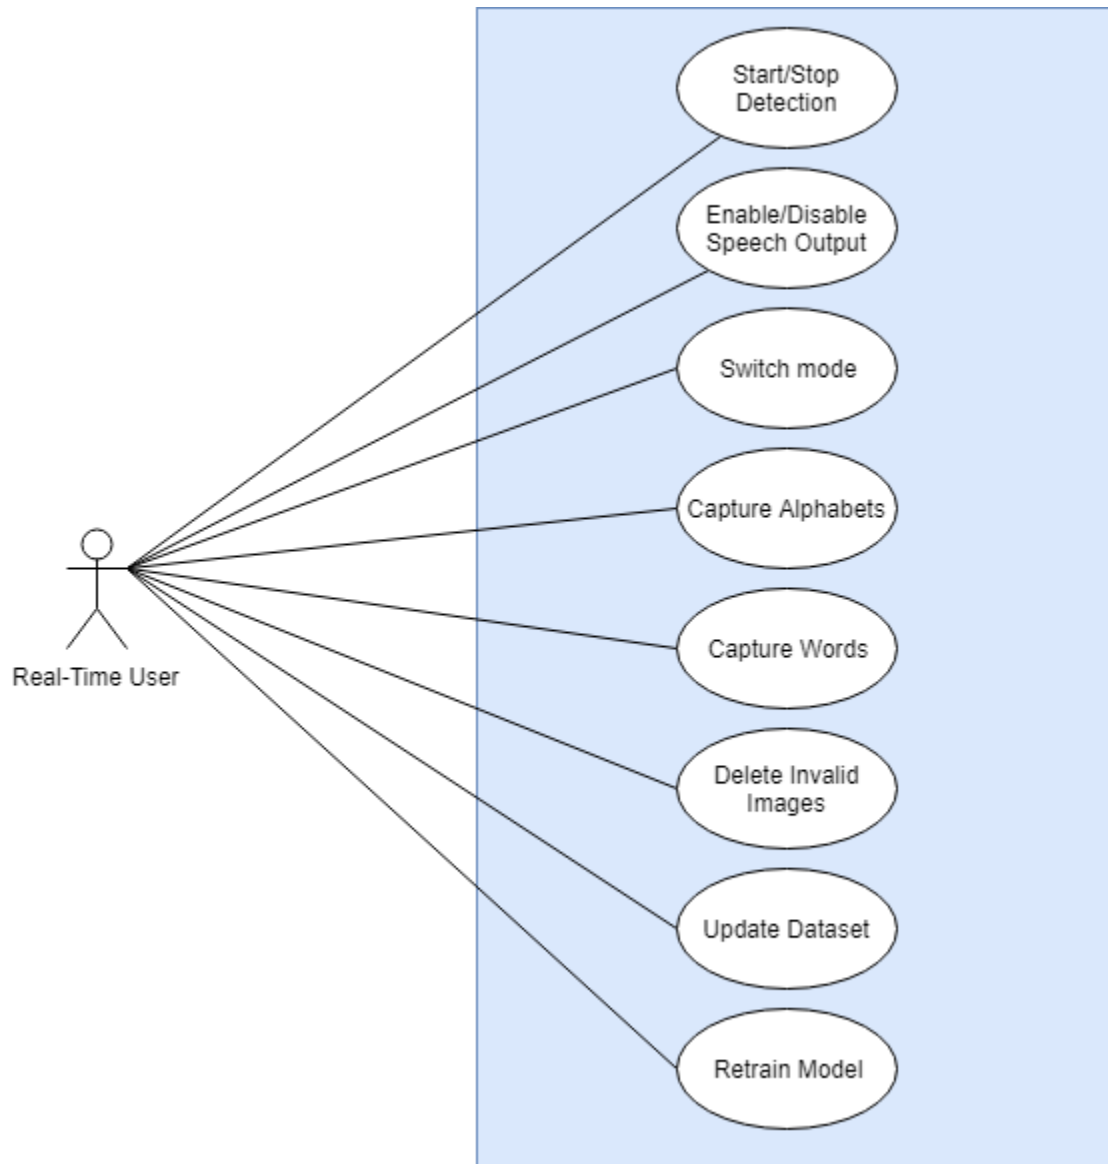 Start/Stop
Detection
Enable/Disable
Speech Output
Switch mode
Capture Alphabets
Capture Words
Real-Time User
Delete Invalid
Images
Update Dataset
Retrain Model